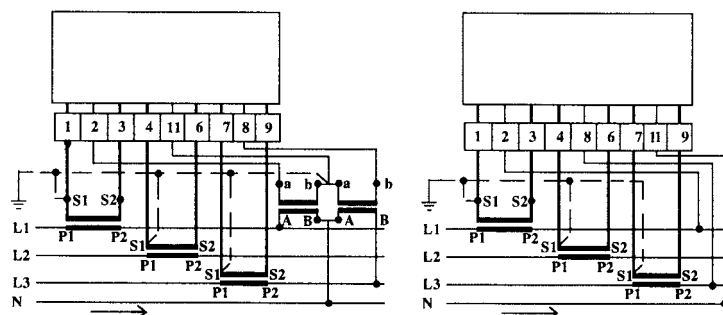 1 2 3 4 11 6 7 8 9
a b a b
S1 S2
A B A B
L1 P1 P2
S1 S2
L2 P1 P2
S1 S2
L3 P1 P2
N
1 2 3 4 8 6 7 11 9
S1 S2
L1 P1 P2
S1 S2
L2 P1 P2
S1 S2
L3 P1 P2
N